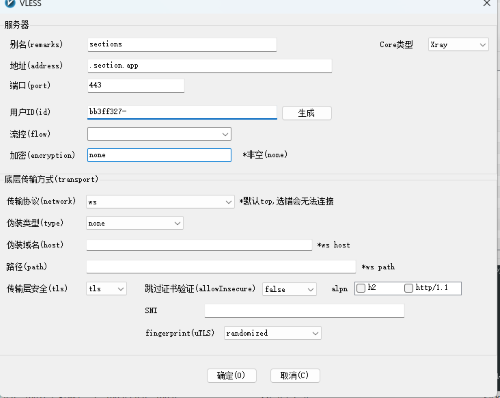 VLESS
服务器
别名(remarks) sections Core类型 Xray
地址(address) .section.app
端口(port) 443
用户ID(id) bb3ff327- 生成
流控(flow)
加密(encryption) none *非空(none)
底层传输方式(transport)
传输协议(network) ws *默认tcp,选错会无法连接
伪装类型(type) none
伪装域名(host) *ws host
路径(path) *ws path
传输层安全(tls) tls 跳过证书验证(allowInsecure) false alpn h2 http/1.1
SNI
fingerprint(uTLS) randomized
确定(O) 取消(C)